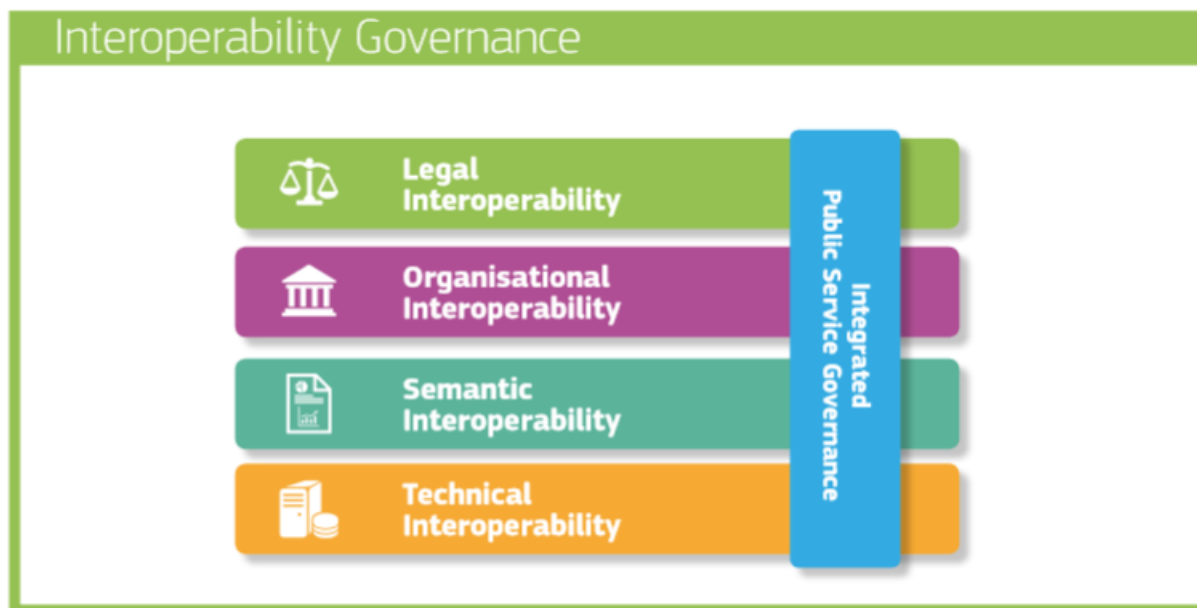 Interoperability Governance
Legal
Interoperability
Organisational
Interoperability
Semantic
Interoperability
Technical
Interoperability
Integrated
Public Service Governance